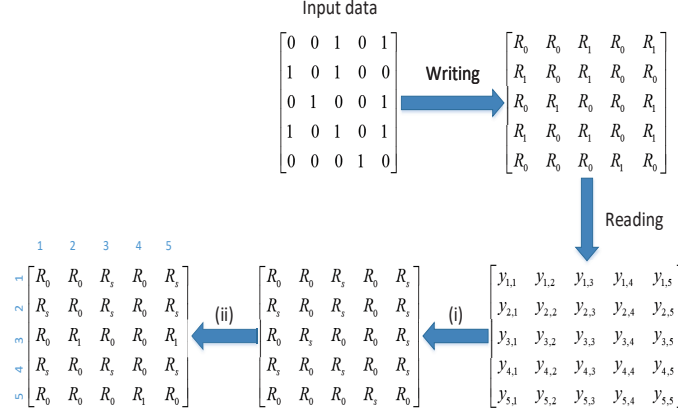 Input data
0 0 1 0 1
1 0 1 0 0
0 1 0 0 1
1 0 1 0 1
0 0 0 1 0
Writing
R₀ R₀ R₁ R₀ R₁
R₁ R₀ R₁ R₀ R₀
R₀ R₁ R₀ R₀ R₁
R₁ R₀ R₁ R₀ R₁
R₀ R₀ R₀ R₁ R₀
Reading
1 2 3 4 5
1 R₀ R₀ Rₛ R₀ Rₛ
2 Rₛ R₀ Rₛ R₀ R₀
3 R₀ R₁ R₀ R₀ R₁
4 Rₛ R₀ Rₛ R₀ Rₛ
5 R₀ R₀ R₀ R₁ R₀
(ii)
R₀ R₀ Rₛ R₀ Rₛ
Rₛ R₀ Rₛ R₀ R₀
R₀ Rₛ R₀ R₀ Rₛ
Rₛ R₀ Rₛ R₀ Rₛ
R₀ R₀ R₀ Rₛ R₀
(i)
y1,1 y1,2 y1,3 y1,4 y1,5
y2,1 y2,2 y2,3 y2,4 y2,5
y3,1 y3,2 y3,3 y3,4 y3,5
y4,1 y4,2 y4,3 y4,4 y4,5
y5,1 y5,2 y5,3 y5,4 y5,5